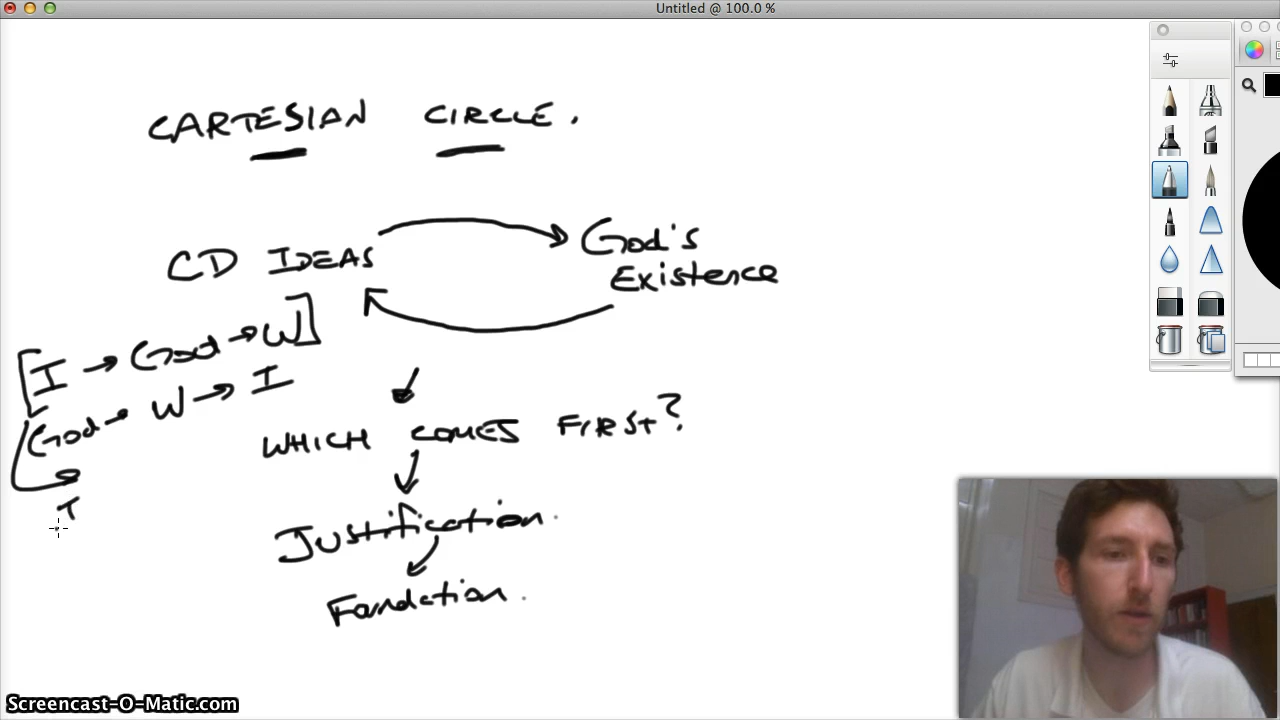 Untitled @ 100.0 %
CARTESIAN CIRCLE.
CD IDEAS
God's
Existence
[I → God → W]
God → W → I
WHICH COMES FIRST?
Justification.
Foundation.
Screencast-O-Matic.com